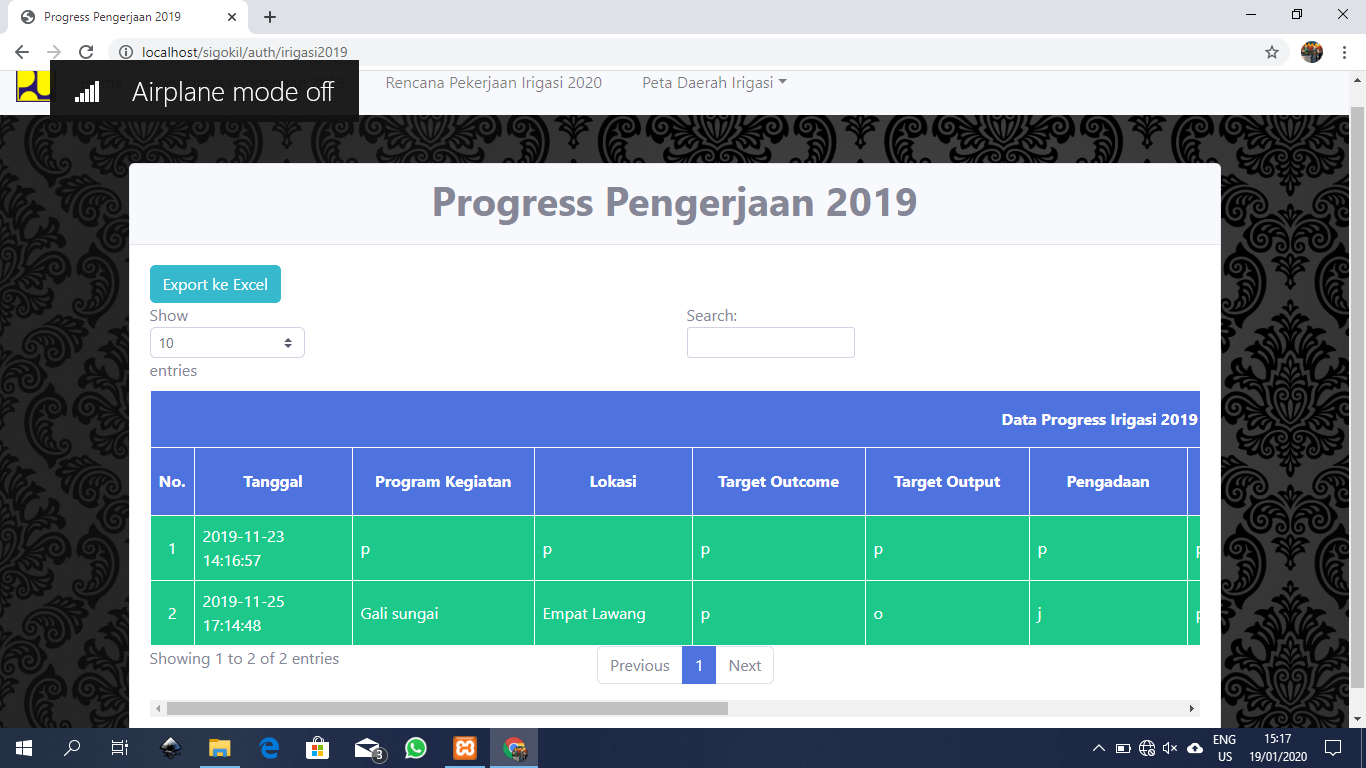 Progress Pengerjaan 2019
localhost/sigokil/auth/irigasi2019
Airplane mode off
Rencana Pekerjaan Irigasi 2020
Peta Daerah Irigasi
Progress Pengerjaan 2019
Export ke Excel
Show
Search:
10
entries
Data Progress Irigasi 2019
No.
Tanggal
Program Kegiatan
Lokasi
Target Outcome
Target Output
Pengadaan
1
2019-11-23
14:16:57
p
p
p
p
p
p
2
2019-11-25
17:14:48
Gali sungai
Empat Lawang
p
o
j
p
Showing 1 to 2 of 2 entries
Previous
1
Next
3
ENG
US
15:17
19/01/2020